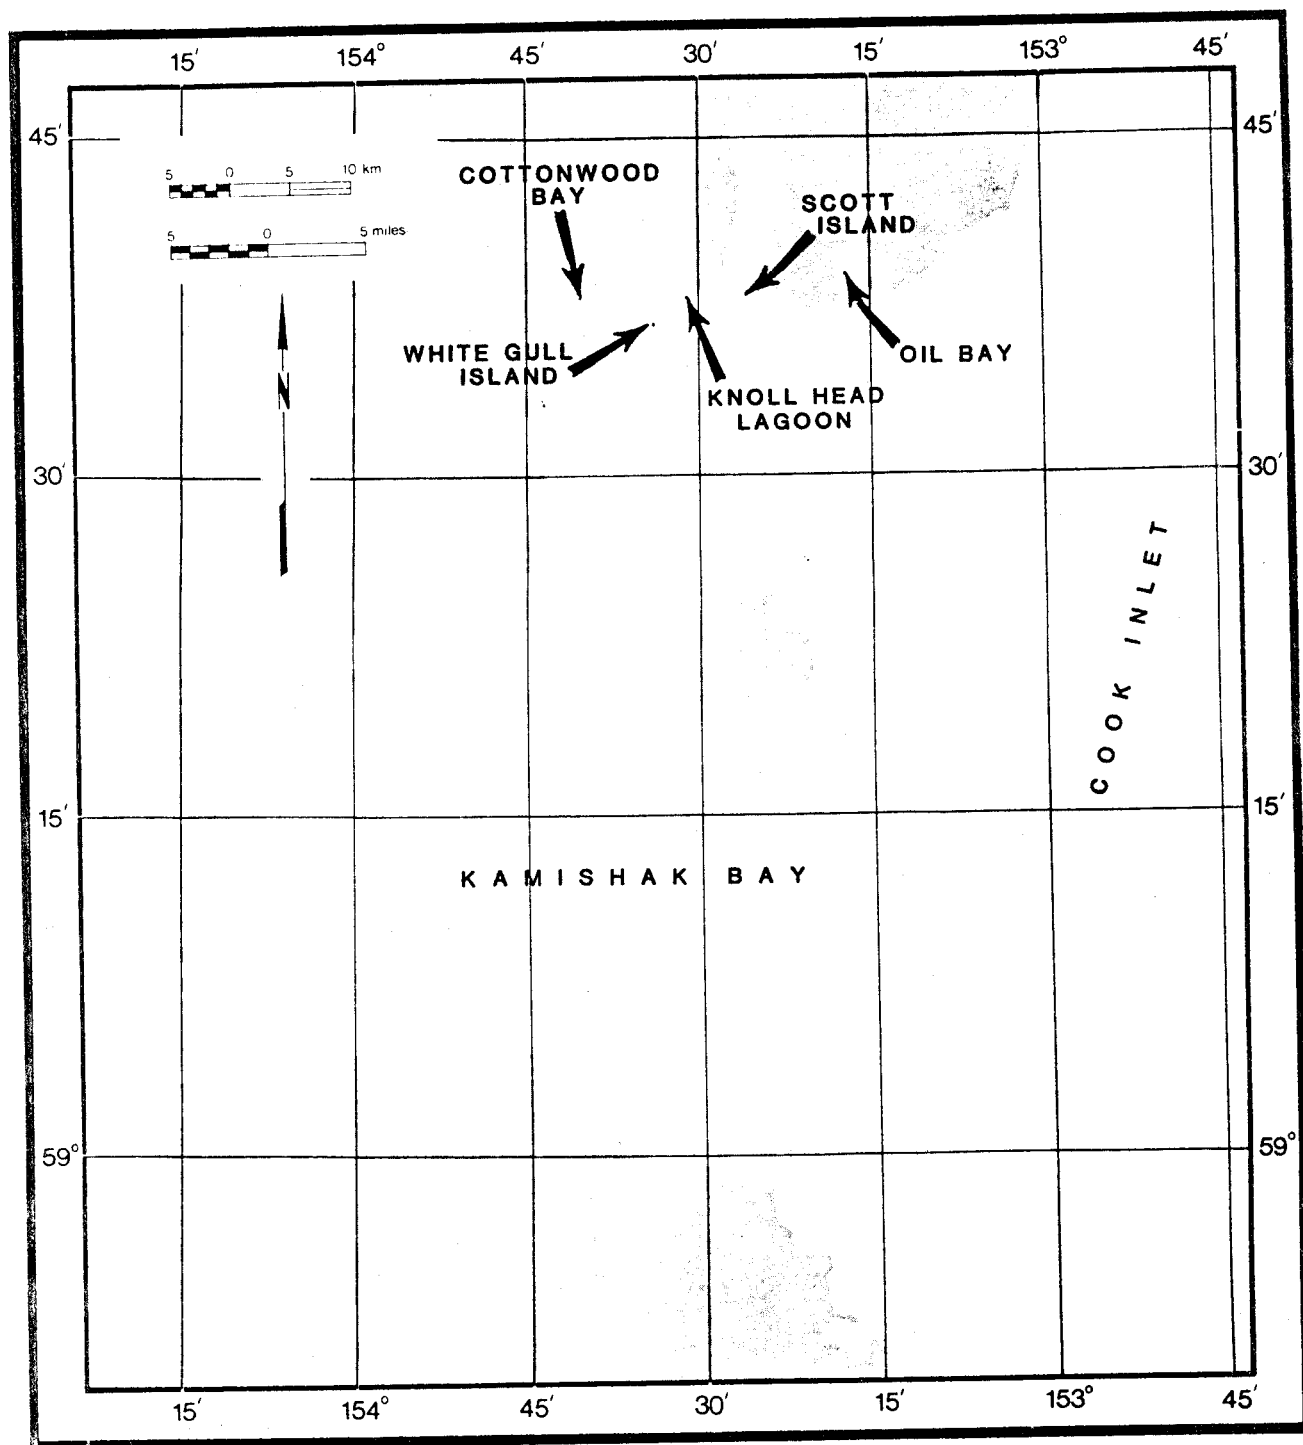 15′ 154° 45′ 30′ 15′ 153° 45′
45′ 45′
5 0 5 10 km
COTTONWOOD
BAY
SCOTT
ISLAND
5 0 5 miles
N
WHITE GULL
ISLAND
OIL BAY
KNOLL HEAD
LAGOON
30′ 30′
COOK INLET
15′ 15′
KAMISHAK BAY
59° 59°
15′ 154° 45′ 30′ 15′ 153° 45′